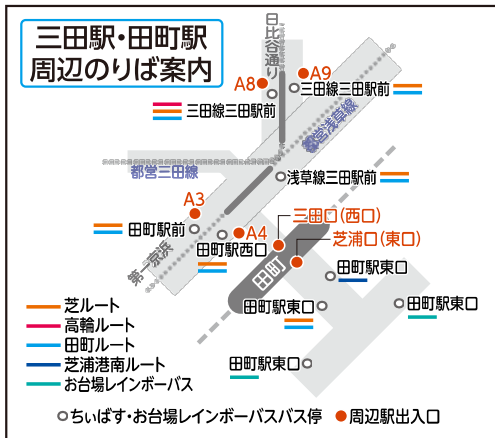 三田駅・田町駅
周辺のりば案内
日比谷通り
A8
A9
三田線三田駅前
三田線三田駅前
都営浅草線
都営三田線
浅草線三田駅前
A3
田町駅前
A4
田町駅西口
第一京浜
三田口(西口)
芝浦口(東口)
田町
田町駅東口
田町駅東口
田町駅東口
田町駅東口
芝ルート
高輪ルート
田町ルート
芝浦港南ルート
お台場レインボーバス
ちぃばす・お台場レインボーバスバス停
周辺駅出入口